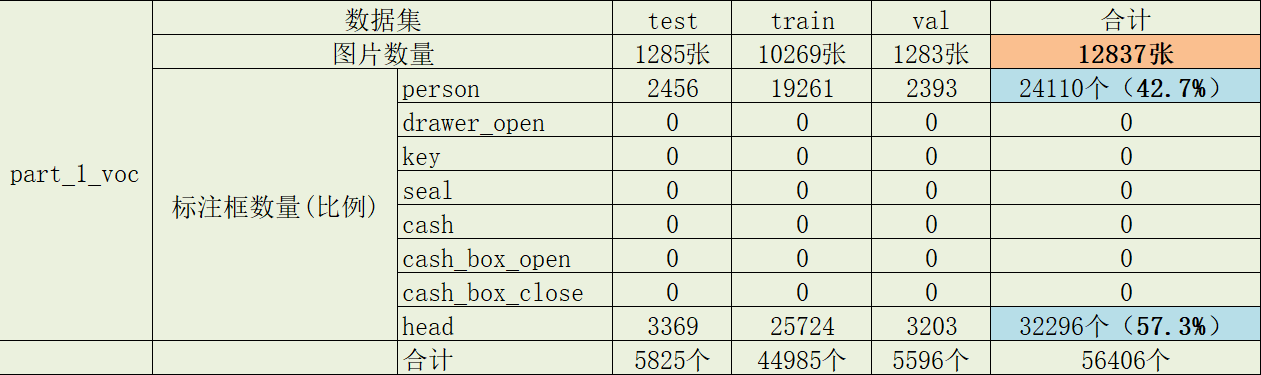 数据集 test train val 合计
图片数量 1285张 10269张 1283张 12837张
person 2456 19261 2393 24110个（42.7%）
drawer_open 0 0 0 0
key 0 0 0 0
part_1_voc
seal 0 0 0 0
标注框数量(比例)
cash 0 0 0 0
cash_box_open 0 0 0 0
cash_box_close 0 0 0 0
head 3369 25724 3203 32296个（57.3%）
合计 5825个 44985个 5596个 56406个